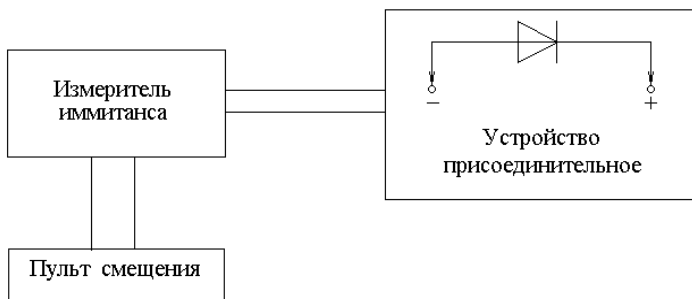 Измеритель
иммитанса
− +
Устройство
присоединительное
Пульт смещения